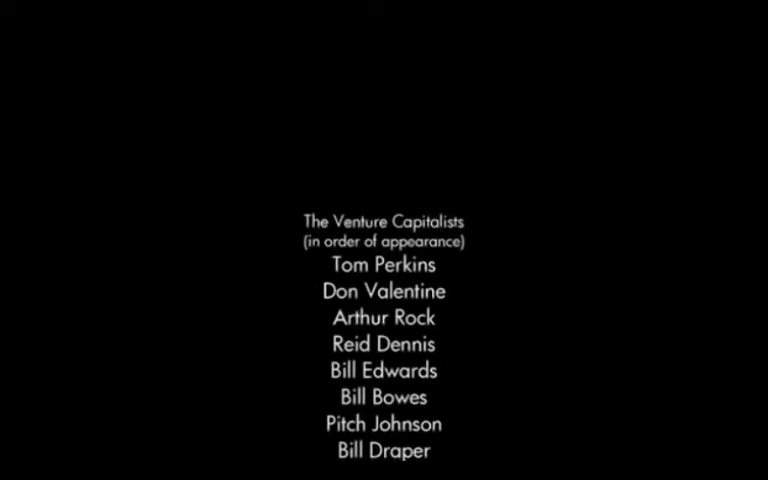 The Venture Capitalists
(in order of appearance)
Tom Perkins
Don Valentine
Arthur Rock
Reid Dennis
Bill Edwards
Bill Bowes
Pitch Johnson
Bill Draper